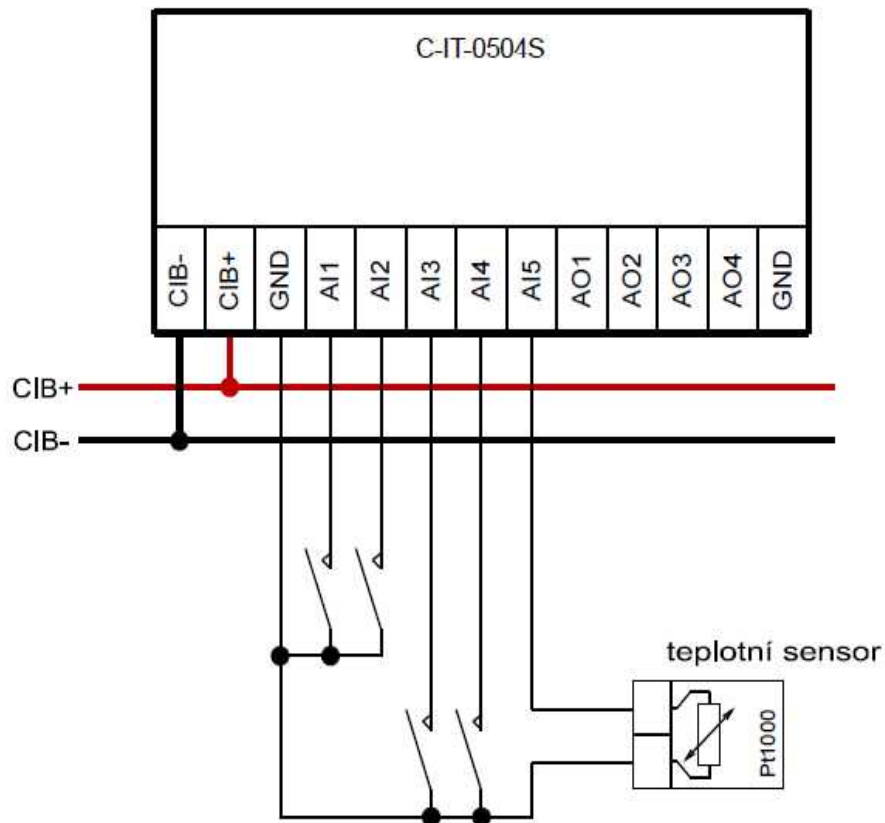 C-IT-0504S
CIB-
CIB+
GND
AI1
AI2
AI3
AI4
AI5
AO1
AO2
AO3
AO4
GND
CIB+
CIB-
teplotní sensor
Pt1000